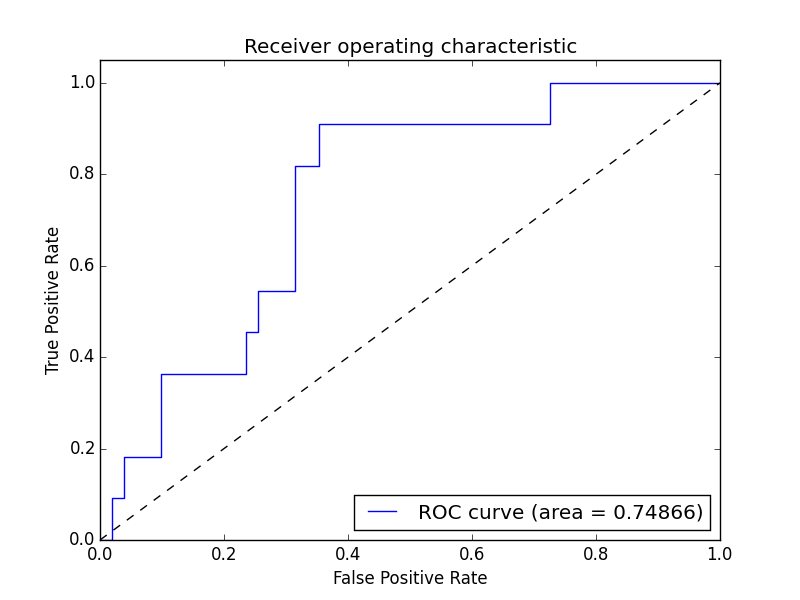 Receiver operating characteristic
1.0
0.8
0.6
0.4
0.2
0.0
True Positive Rate
ROC curve (area = 0.74866)
0.0 0.2 0.4 0.6 0.8 1.0
False Positive Rate